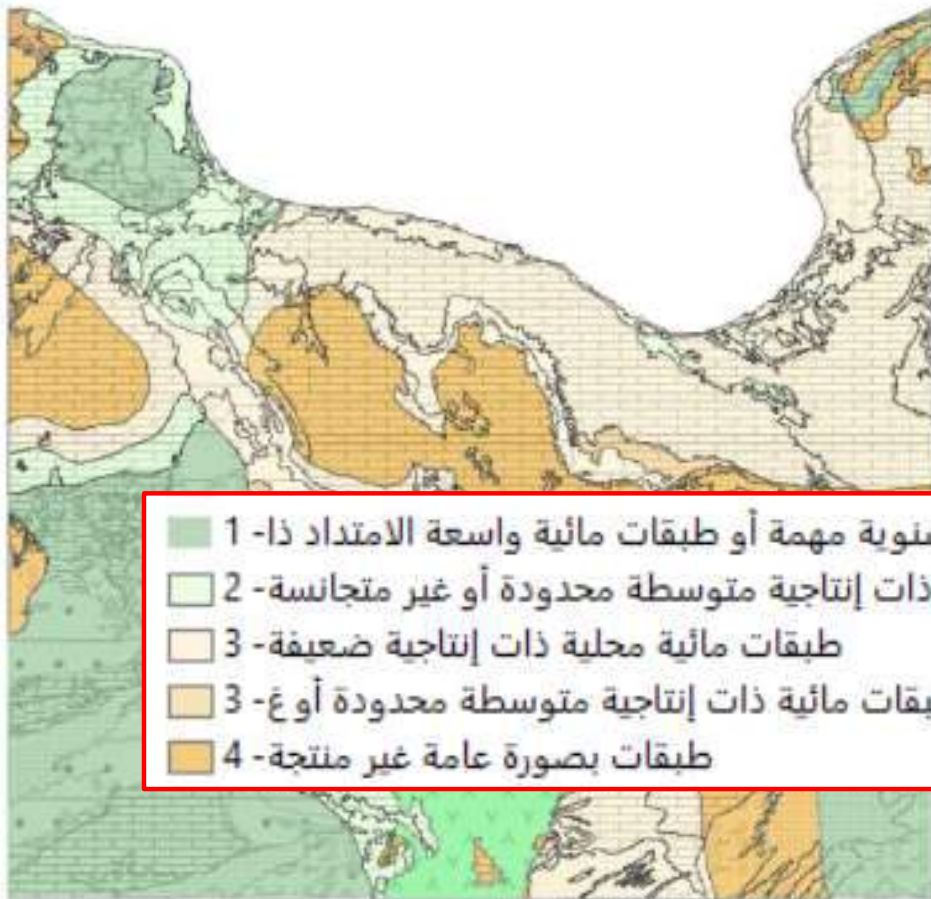 1 -سنوية مهمة أو طبقات مائية واسعة الامتداد ذا
2 -ذات إنتاجية متوسطة محدودة أو غير متجانسة
3 -طبقات مائية محلية ذات إنتاجية ضعيفة
3 -بقات مائية ذات إنتاجية متوسطة محدودة أو غ
4 -طبقات بصورة عامة غير منتجة